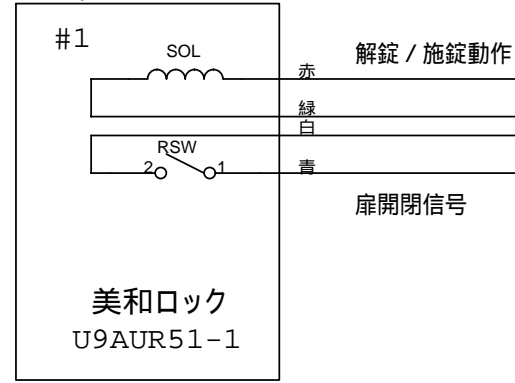 #1
SOL
赤
解錠 / 施錠動作
緑
白
RSW
2
1
青
扉開閉信号
美和ロック
U9AUR51-1